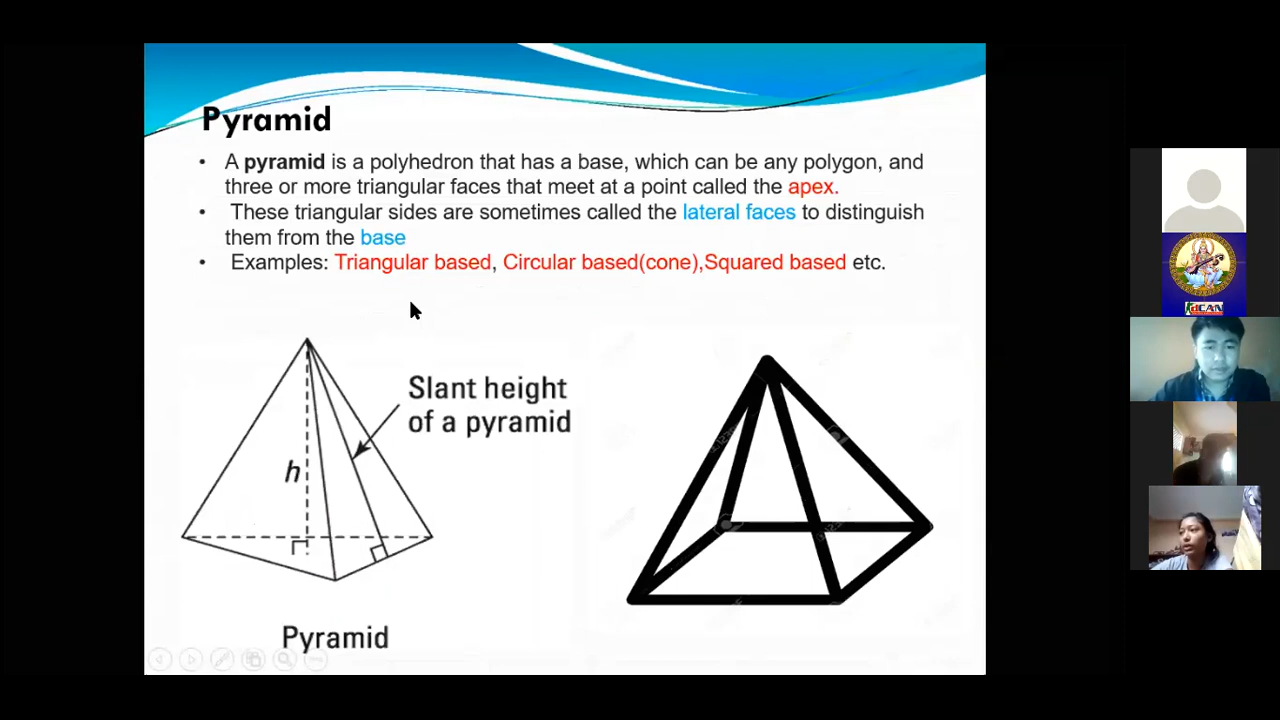 Pyramid
• A pyramid is a polyhedron that has a base, which can be any polygon, and
three or more triangular faces that meet at a point called the apex.
• These triangular sides are sometimes called the lateral faces to distinguish
them from the base
• Examples: Triangular based, Circular based(cone),Squared based etc.
Slant height
of a pyramid
h
Pyramid